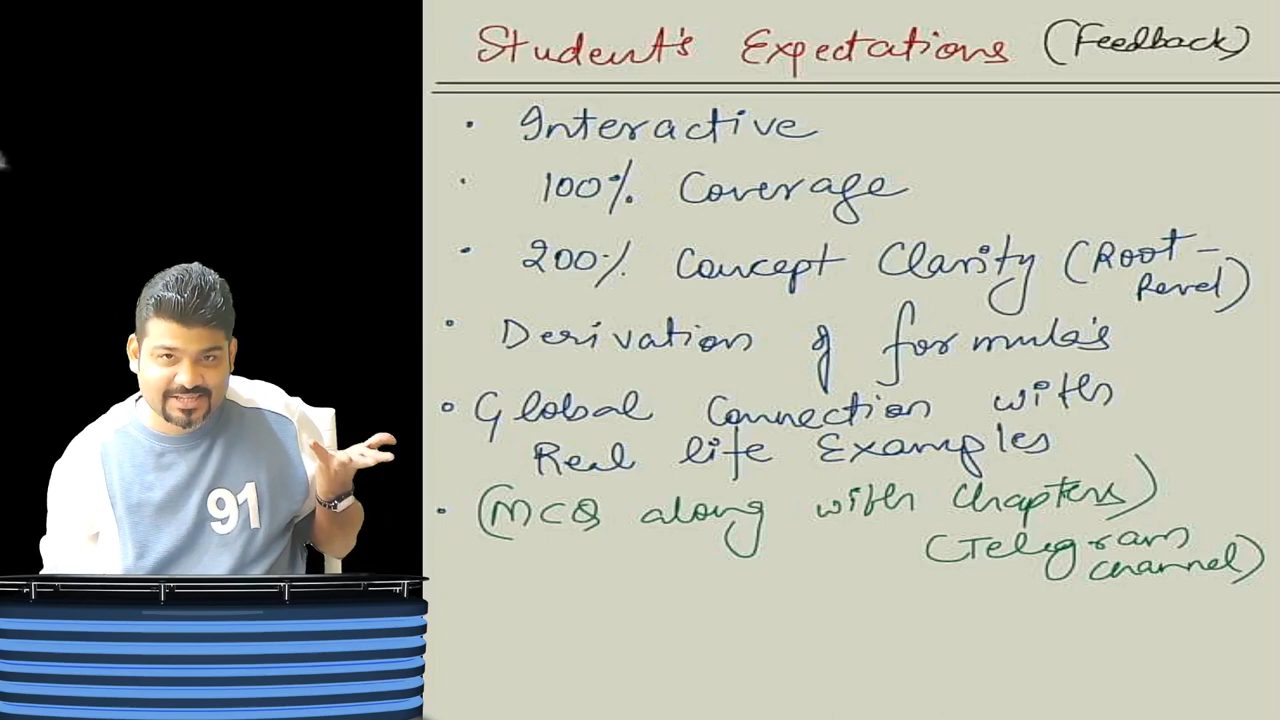 Student's Expectations (Feedback)
• Interactive
• 100% Coverage
• 200% Concept Clarity (Root-
Level)
• Derivation of formula's
• Global Connection with
Real life Examples
• (MCQ along with chapters)
(Telegram
channel)
91